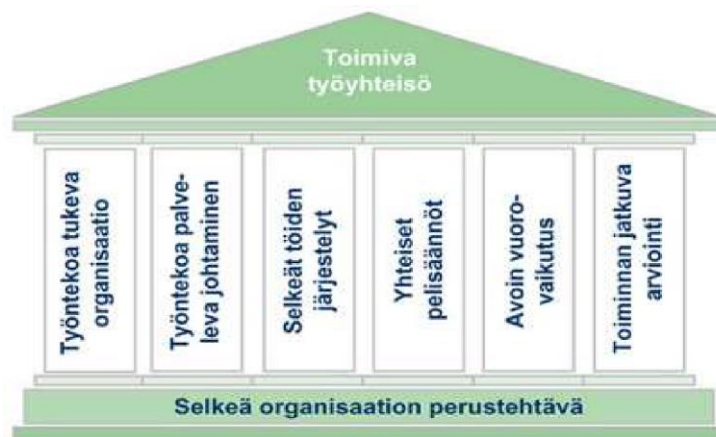 Toimiva
työyhteisö
Työntekoa tukeva
organisaatio
Työntekoa palve-
leva johtaminen
Selkeät töiden
järjestelyt
Yhteiset
pelisäännöt
Avoin vuoro-
vaikutus
Toiminnan jatkuva
arviointi
Selkeä organisaation perustehtävä